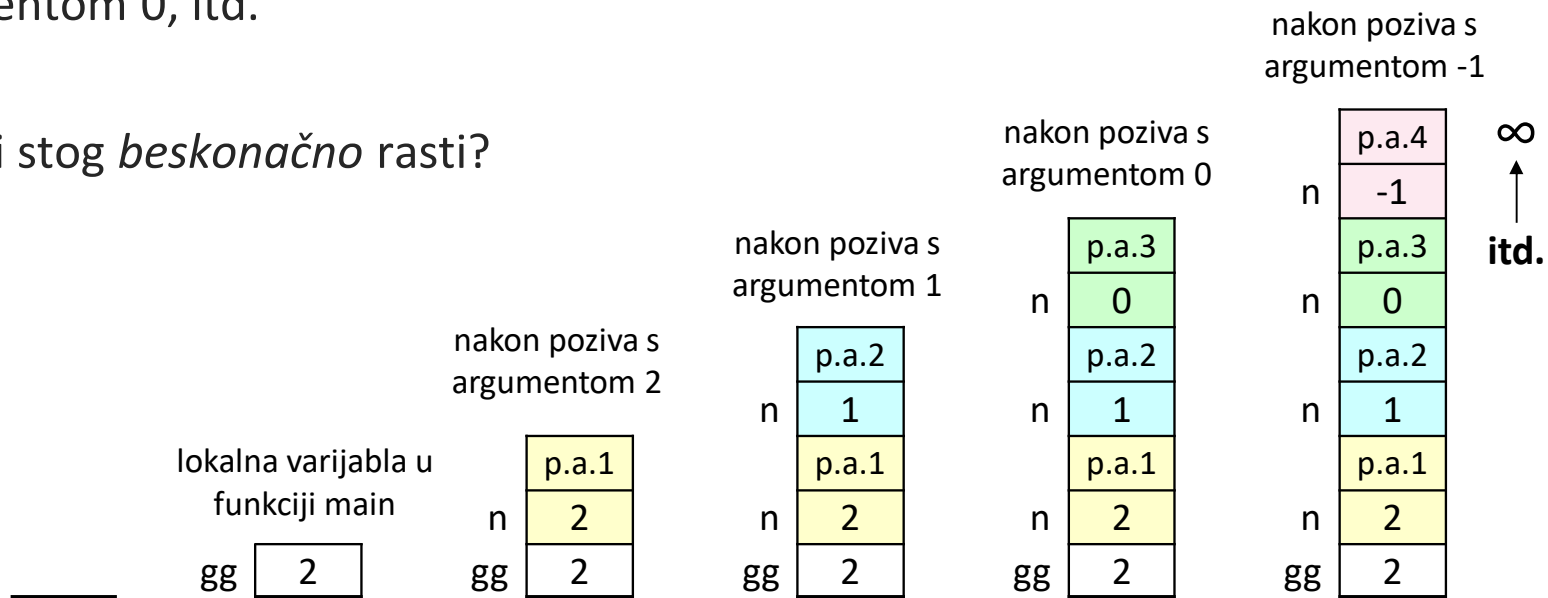 entom 0, itd.
i stog beskonačno rasti?
lokalna varijabla u
funkciji main
gg 2
nakon poziva s
argumentom 2
p.a.1
n 2
gg 2
nakon poziva s
argumentom 1
p.a.2
n 1
p.a.1
n 2
gg 2
nakon poziva s
argumentom 0
p.a.3
n 0
p.a.2
n 1
p.a.1
n 2
gg 2
nakon poziva s
argumentom -1
p.a.4
n -1
p.a.3
n 0
p.a.2
n 1
p.a.1
n 2
gg 2
∞
itd.